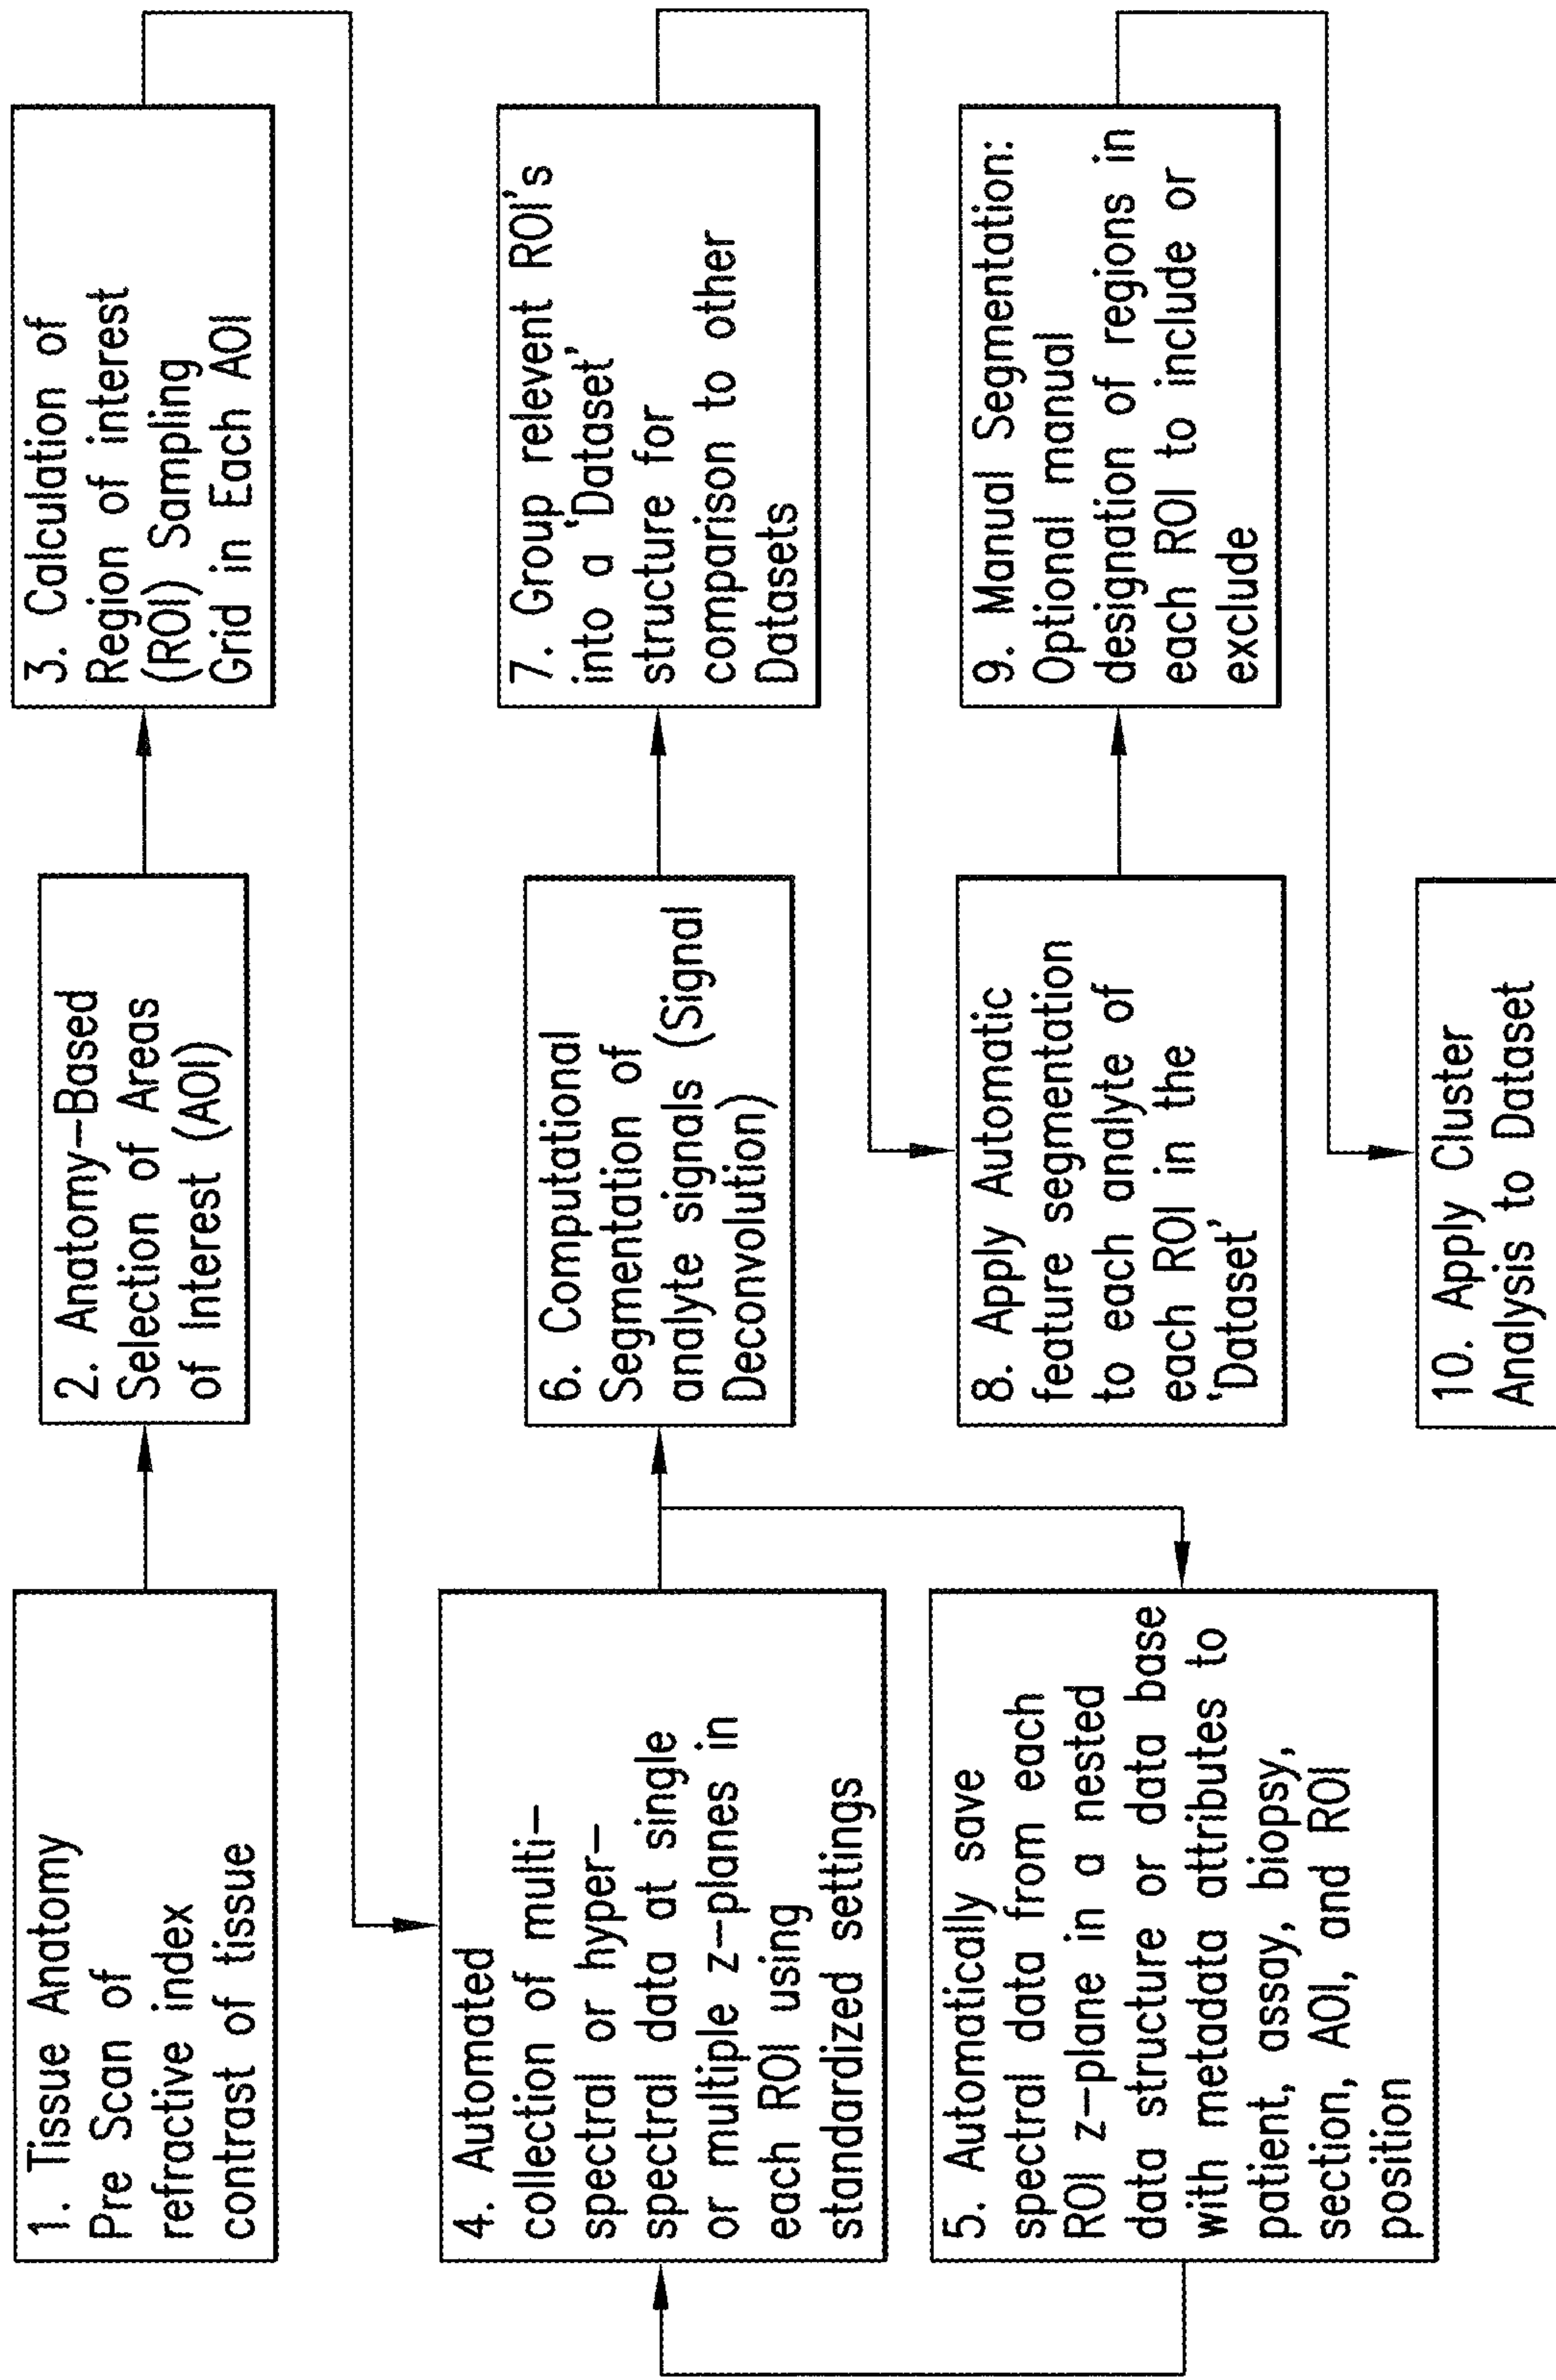 1. Tissue Anatomy
Pre Scan of
refractive index
contrast of tissue
2. Anatomy-Based
Selection of Areas
of Interest (AOI)
3. Calculation of
Region of interest
(ROI) Sampling
Grid in Each AOI
4. Automated
collection of multi-
spectral or hyper-
spectral data at single
or multiple z-planes in
each ROI using
standardized settings
5. Automatically save
spectral data from each
ROI z-plane in a nested
data structure or data base
with metadata attributes to
patient, assay, biopsy,
section, AOI, and ROI
position
6. Computational
Segmentation of
analyte signals (Signal
Deconvolution)
7. Group relevent ROI's
into a 'Dataset'
structure for
comparison to other
Datasets
8. Apply Automatic
feature segmentation
to each analyte of
each ROI in the
'Dataset'
9. Manual Segmentation:
Optional manual
designation of regions in
each ROI to include or
exclude
10. Apply Cluster
Analysis to Dataset